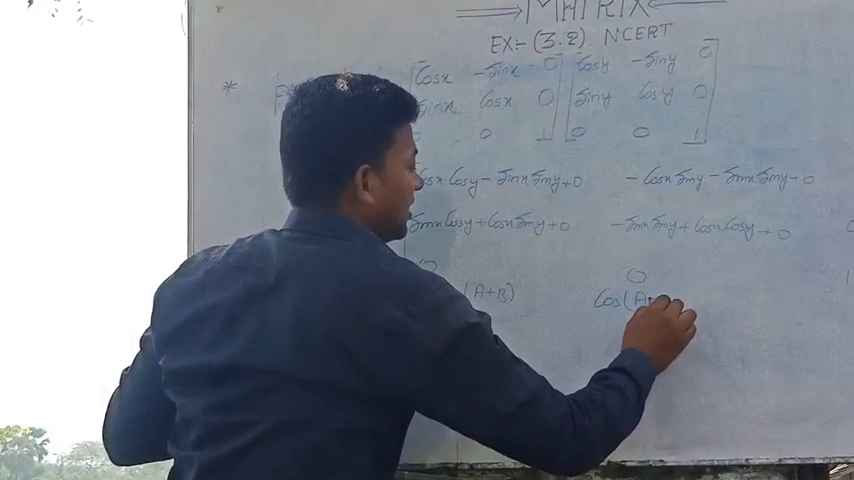 MATRIX
EX:- (3.2) NCERT
* F Cosx -Sinx 0 Cosy -Siny 0
Sinx Cosx 0 Siny Cosy 0
0 0 1 0 0 1
Cosx Cosy - Sinx Siny + 0 - Cosx Siny - Sinx Siny + 0
Sinx Cosy + Cosx Siny + 0 -Sinx Siny + Cosx Cosy + 0
0 0 1
(A+B) Cos(A